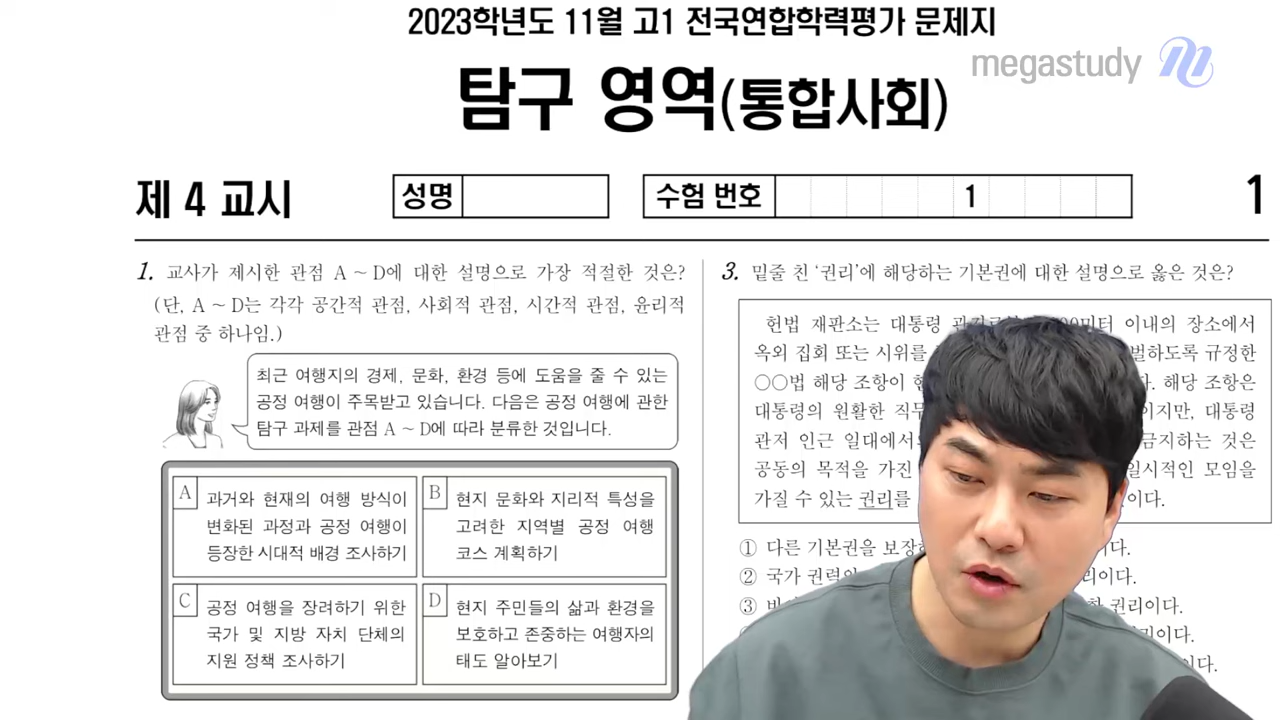 2023학년도 11월 고1 전국연합학력평가 문제지
megastudy
탐구 영역(통합사회)
제 4 교시
성명
수험 번호
1
1
1. 교사가 제시한 관점 A ~ D에 대한 설명으로 가장 적절한 것은?
(단, A ~ D는 각각 공간적 관점, 사회적 관점, 시간적 관점, 윤리적
관점 중 하나임.)
최근 여행지의 경제, 문화, 환경 등에 도움을 줄 수 있는
공정 여행이 주목받고 있습니다. 다음은 공정 여행에 관한
탐구 과제를 관점 A ~ D에 따라 분류한 것입니다.
A
과거와 현재의 여행 방식이
변화된 과정과 공정 여행이
등장한 시대적 배경 조사하기
B
현지 문화와 지리적 특성을
고려한 지역별 공정 여행
코스 계획하기
C
공정 여행을 장려하기 위한
국가 및 지방 자치 단체의
지원 정책 조사하기
D
현지 주민들의 삶과 환경을
보호하고 존중하는 여행자의
태도 알아보기
3. 밑줄 친 ‘권리’에 해당하는 기본권에 대한 설명으로 옳은 것은?
헌법 재판소는 대통령 이내의 장소에서
옥외 집회 또는 시위를 규정한
○○법 해당 조항이 해당 조항은
대통령의 원활한 대통령
관저 인근 금지하는 것은
공동의 목적을 가진 일시적인 모임을
가질 수 있는 권리를
① 다른 기본권을
② 국가
③ 권리이다.